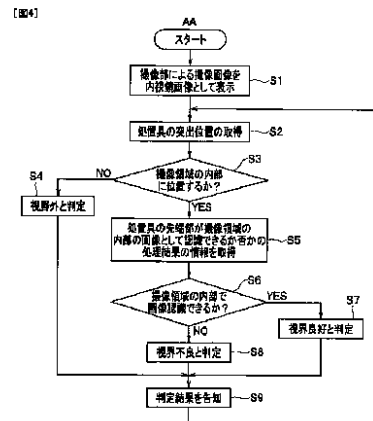 [図4]
AA
スタート
撮像部による撮像画像を
内視鏡画像として表示
S1
処置具の突出位置の取得
S2
撮像領域の内部
に位置するか?
S3
NO
S4
視野外と判定
YES
処置具の先端部が撮像領域の
内部の画像として認識できるか否かの
処理結果の情報を取得
S5
撮像領域の内部で
画像認識できるか?
S6
YES
S7
視界良好と判定
NO
視界不良と判定
S8
判定結果を告知
S9